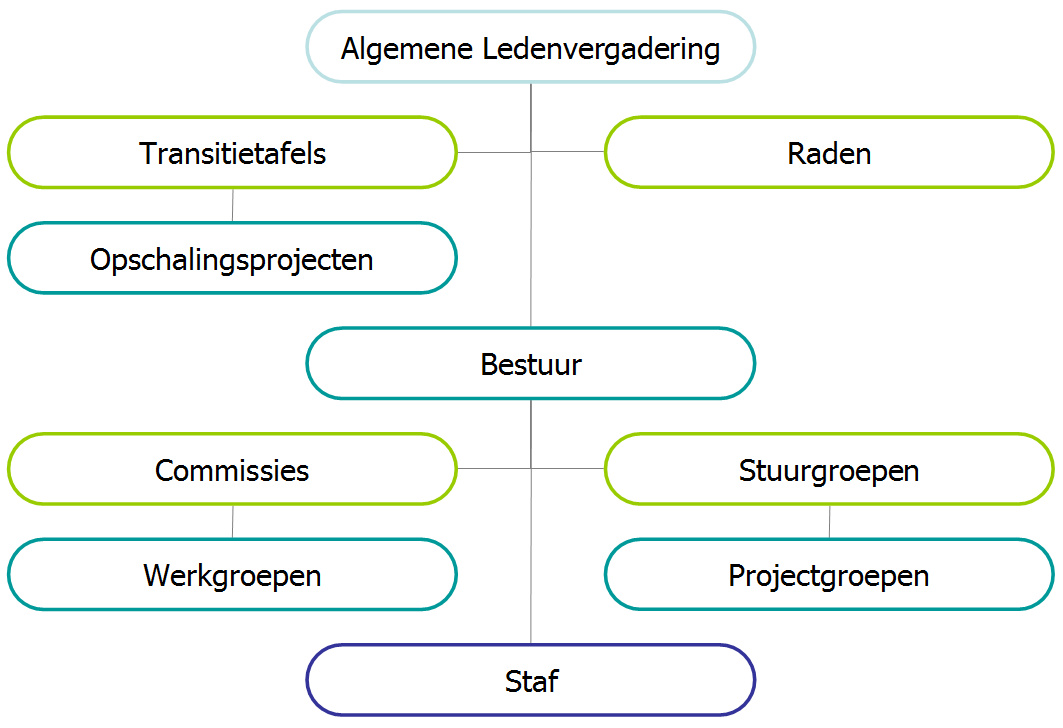 Algemene Ledenvergadering
Transitietafels
Raden
Opschalingsprojecten
Bestuur
Commissies
Stuurgroepen
Werkgroepen
Projectgroepen
Staf